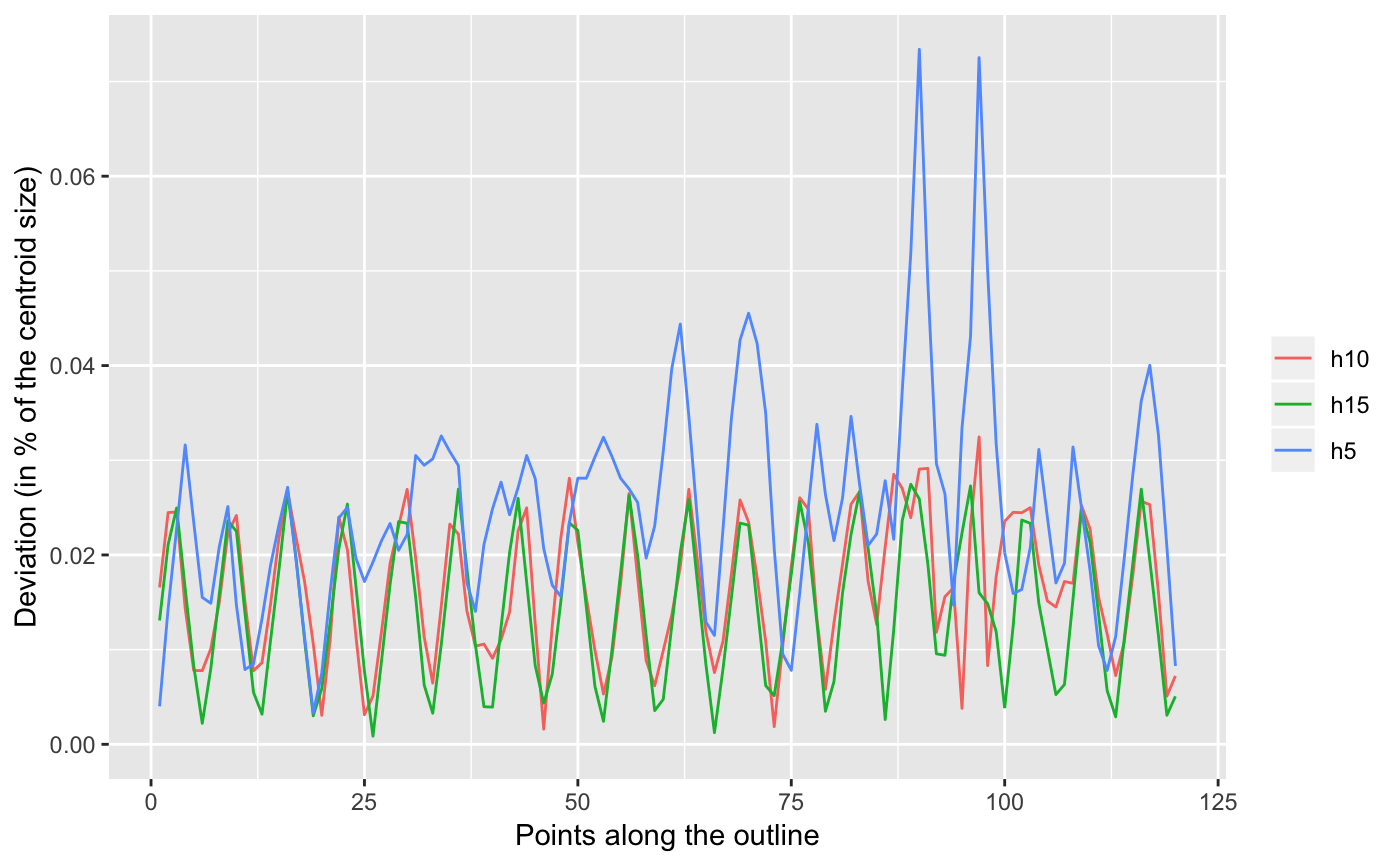 Deviation (in % of the centroid size)
0.06
0.04
0.02
0.00
0 25 50 75 100 125
Points along the outline
h10
h15
h5